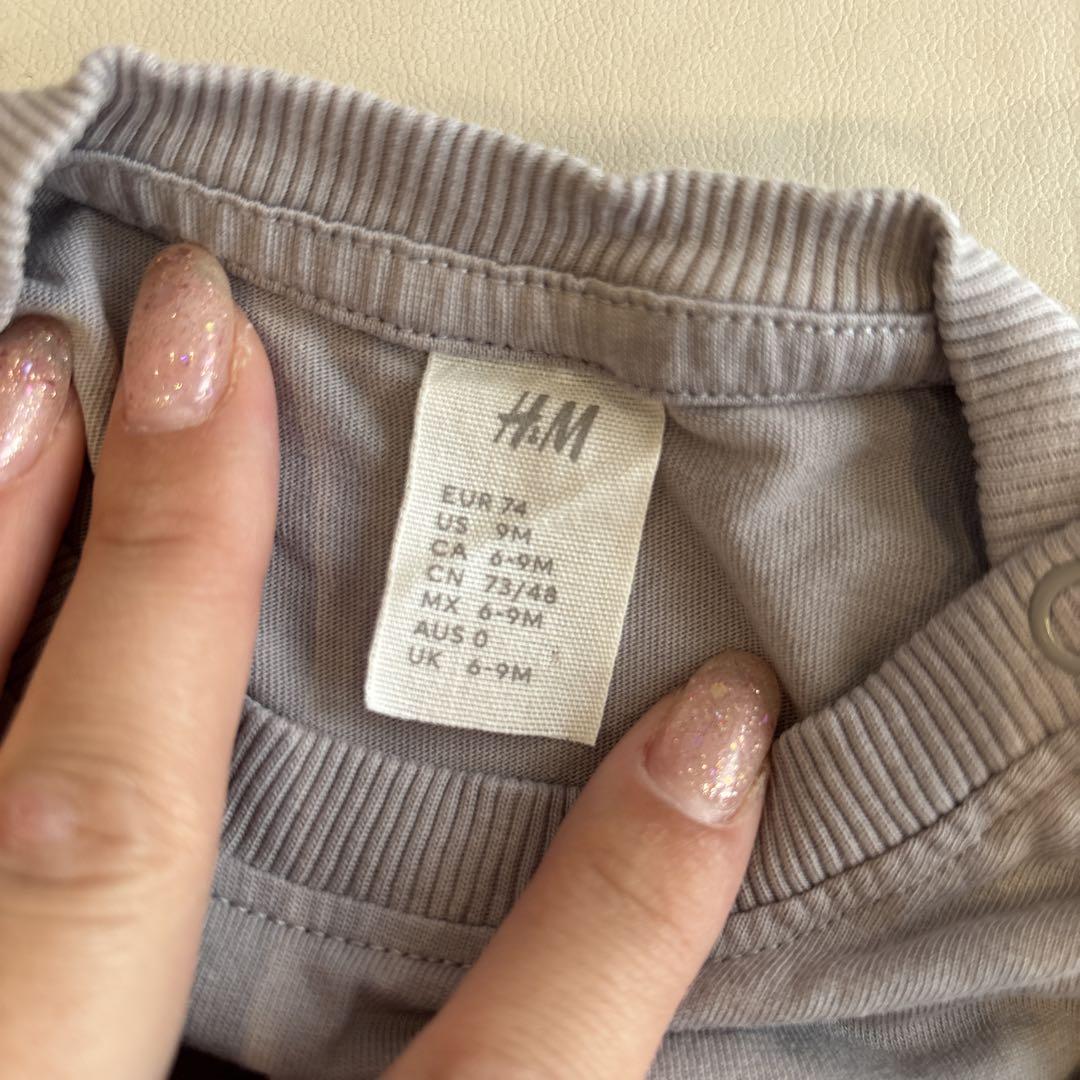 H&M
EUR 74
US 9M
CA 6-9M
CN 73/48
MX 6-9M
AUS 0
UK 6-9M